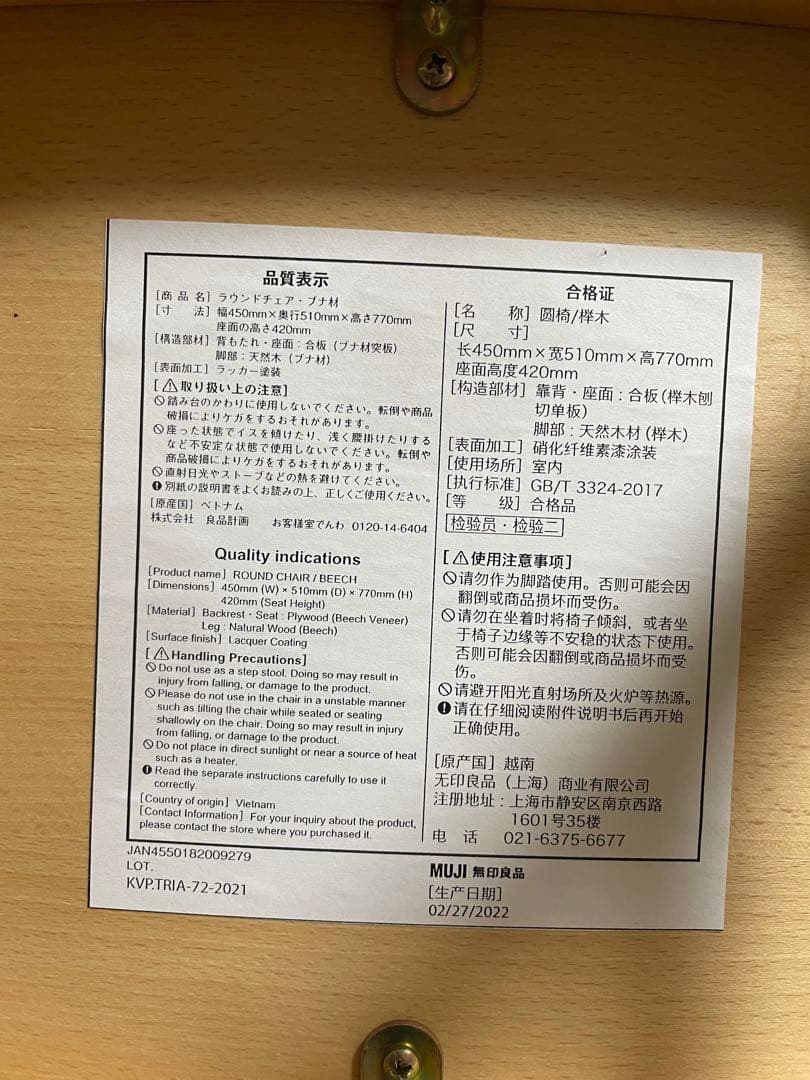 品質表示
[商品名] ラウンドチェア・ブナ材
[寸法] 幅450mm×奥行510mm×高さ770mm
座面の高さ420mm
[構造部材] 背もたれ・座面：合板（ブナ材突板）
脚部：天然木（ブナ材）
[表面加工] ラッカー塗装
[⚠取り扱い上の注意]
🚫踏み台のかわりに使用しないでください。転倒や商品
破損によりケガをするおそれがあります。
🚫座った状態でイスを傾けたり、浅く腰掛けたりする
など不安定な状態で使用しないでください。転倒や
商品破損によりケガをするおそれがあります。
🚫直射日光やストーブなどの熱を避けてください。
❗別紙の説明書をよくお読みの上、正しくご使用ください。
[原産国] ベトナム
株式会社 良品計画 お客様室でんわ 0120-14-6404
Quality indications
[Product name] ROUND CHAIR / BEECH
[Dimensions] 450mm (W) × 510mm (D) × 770mm (H)
420mm (Seat Height)
[Material] Backrest・Seat : Plywood (Beech Veneer)
Leg : Natural Wood (Beech)
[Surface finish] Lacquer Coating
[⚠Handling Precautions]
🚫Do not use as a step stool. Doing so may result in
injury from falling, or damage to the product.
🚫Please do not use in the chair in a unstable manner
such as tilting the chair while seated or seating
shallowly on the chair. Doing so may result in injury
from falling, or damage to the product.
🚫Do not place in direct sunlight or near a source of heat
such as a heater.
❗Read the separate instructions carefully to use it
correctly.
[Country of origin] Vietnam
[Contact Information] For your inquiry about the product,
please contact the store where you purchased it.
合格证
[名 称] 圆椅/榉木
[尺 寸]
长450mm×宽510mm×高770mm
座面高度420mm
[构造部材] 靠背・座面：合板（榉木刨
切单板）
脚部：天然木材（榉木）
[表面加工] 硝化纤维素漆涂装
[使用场所] 室内
[执行标准] GB/T 3324-2017
[等 级] 合格品
检验员・检验二
[⚠使用注意事项]
🚫请勿作为脚踏使用。否则可能会因
翻倒或商品损坏而受伤。
🚫请勿在坐着时将椅子倾斜，或者坐
于椅子边缘等不安稳的状态下使用。
否则可能会因翻倒或商品损坏而受
伤。
🚫请避开阳光直射场所及火炉等热源。
❗请在仔细阅读附件说明书后再开始
正确使用。
[原产国] 越南
无印良品（上海）商业有限公司
注册地址：上海市静安区南京西路
1601号35楼
电 话 021-6375-6677
JAN4550182009279
LOT.
KVP.TRIA-72-2021
MUJI 無印良品
[生产日期]
02/27/2022